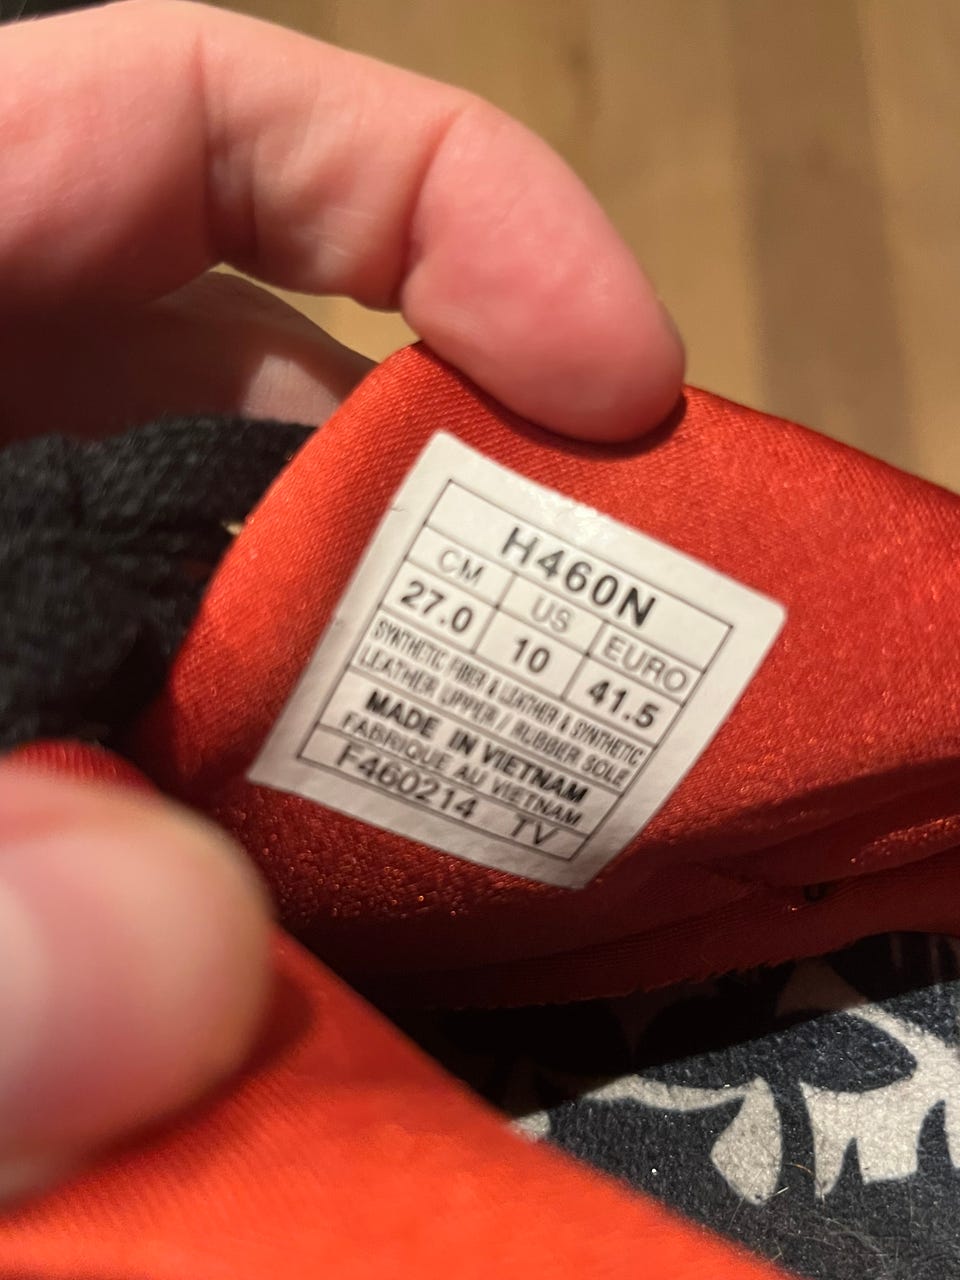 H460N
CM US EURO
27.0 10 41.5
SYNTHETIC FIBER & LEATHER & SYNTHETIC
LEATHER UPPER / RUBBER SOLE
MADE IN VIETNAM
FABRIQUE AU VIETNAM
F460214 TV